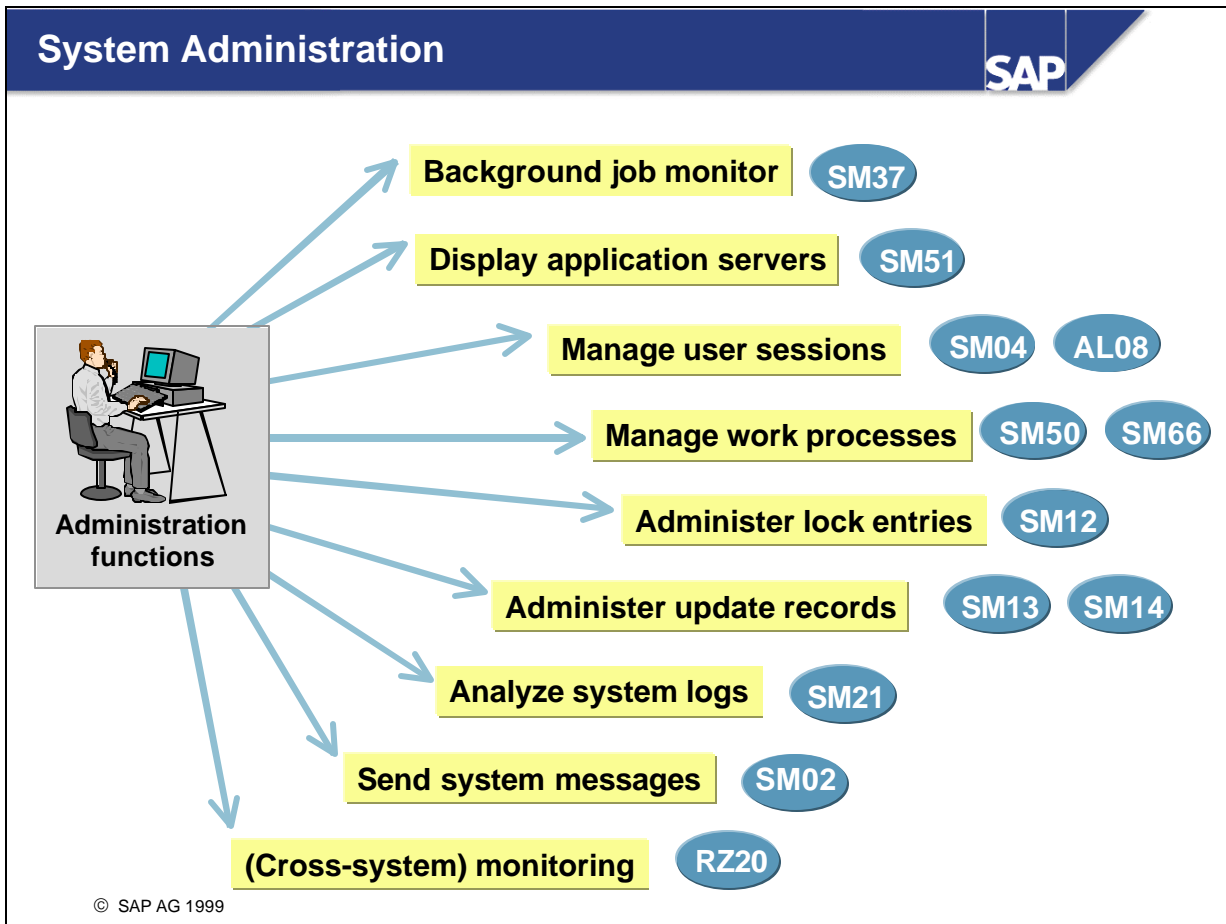 System Administration
SAP
Background job monitor SM37
Display application servers SM51
Manage user sessions SM04 AL08
Manage work processes SM50 SM66
Administer lock entries SM12
Administration
functions
Administer update records SM13 SM14
Analyze system logs SM21
Send system messages SM02
(Cross-system) monitoring RZ20
© SAP AG 1999